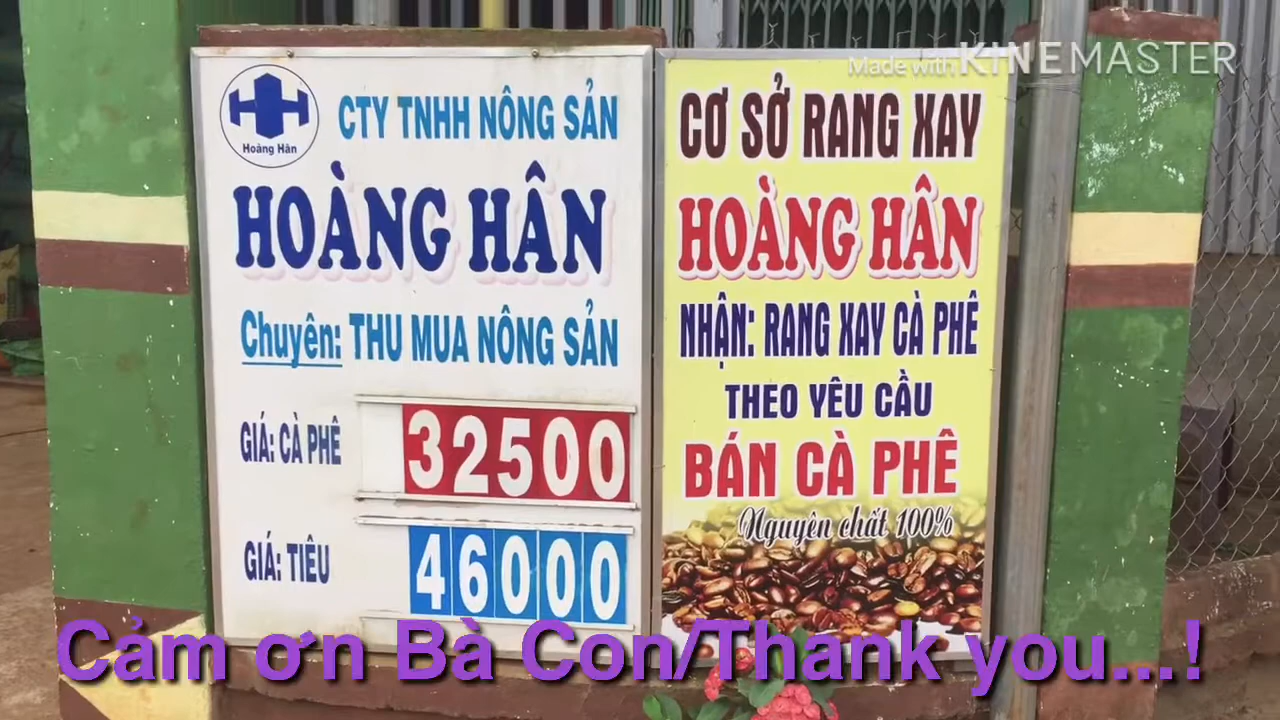 Made with KINEMASTER
Hoàng Hân
CTY TNHH NÔNG SẢN
HOÀNG HÂN
Chuyên: THU MUA NÔNG SẢN
GIÁ: CÀ PHÊ 32500
GIÁ: TIÊU 46000
CƠ SỞ RANG XAY
HOÀNG HÂN
NHẬN: RANG XAY CÀ PHÊ
THEO YÊU CẦU
BÁN CÀ PHÊ
Nguyên chất 100%
Cảm ơn Bà Con/Thank you...!